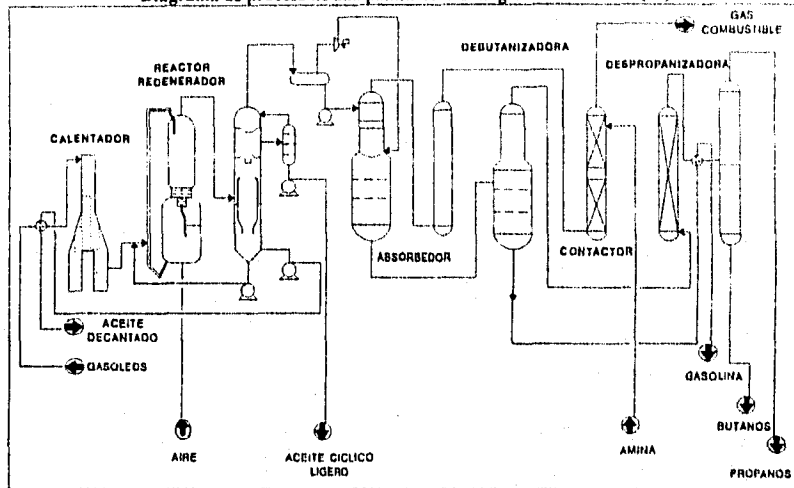 GAS
COMBUSTIBLE
DEBUTANIZADORA
REACTOR
REDENERADOR
DESPROPANIZADORA
CALENTADOR
ABSORBEDOR
CONTACTOR
ACEITE
DECANTADO
GASOLEOS
GASOLINA
BUTANOS
AIRE
ACEITE CICLICO
LIGERO
AMINA
PROPANOS